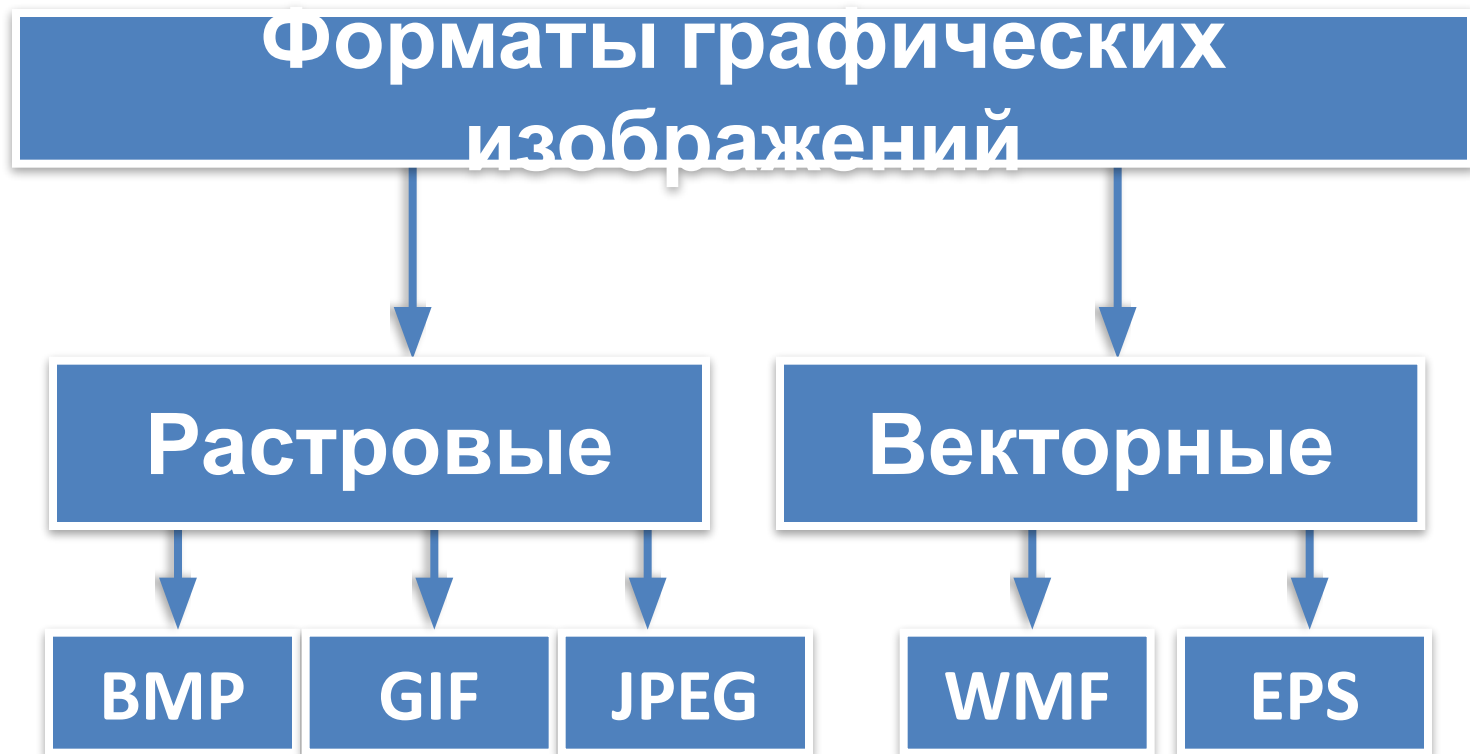 Форматы графических
изображений
Растровые
Векторные
BMP
GIF
JPEG
WMF
EPS